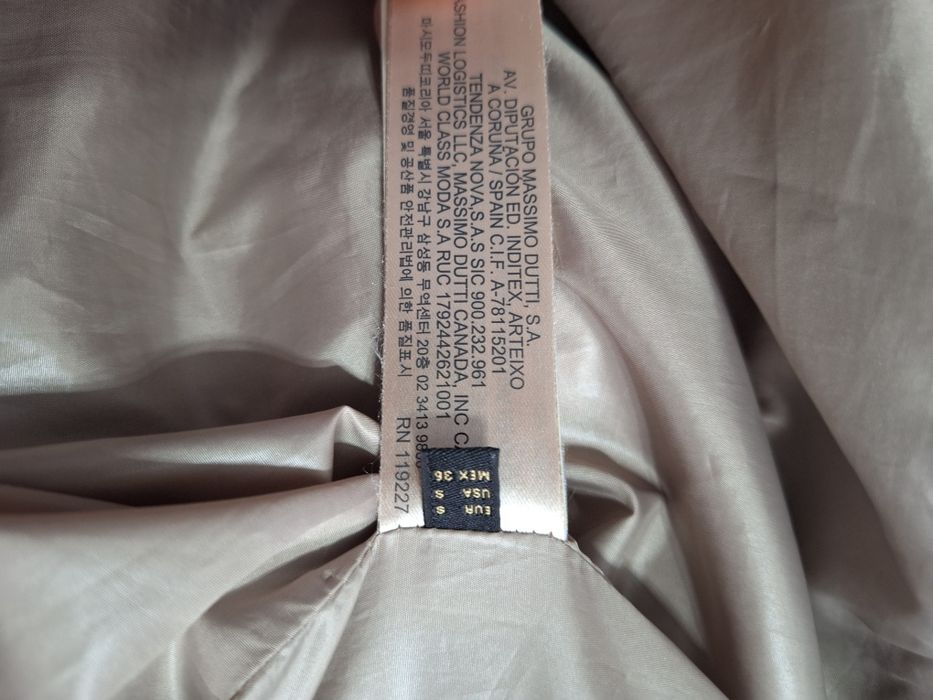 GRUPO MASSIMO DUTTI, S.A.
AV. DIPUTACIÓN ED. INDITEX, ARTEIXO
A CORUÑA / SPAIN C.I.F. A-78115201
TENDENZA NOVA,S.A.S SIC 900.232.961
FASHION LOGISTICS LLC, MASSIMO DUTTI CANADA, INC
WORLD CLASS MODA S.A RUC 1792442621001
마시모두띠코리아 서울 특별시 강남구 삼성동 무역센터 20층 02 3413
품질경영 및 공산품 안전관리법에 의한 품질표시
RN 119227
EUR S
USA S
MEX 36